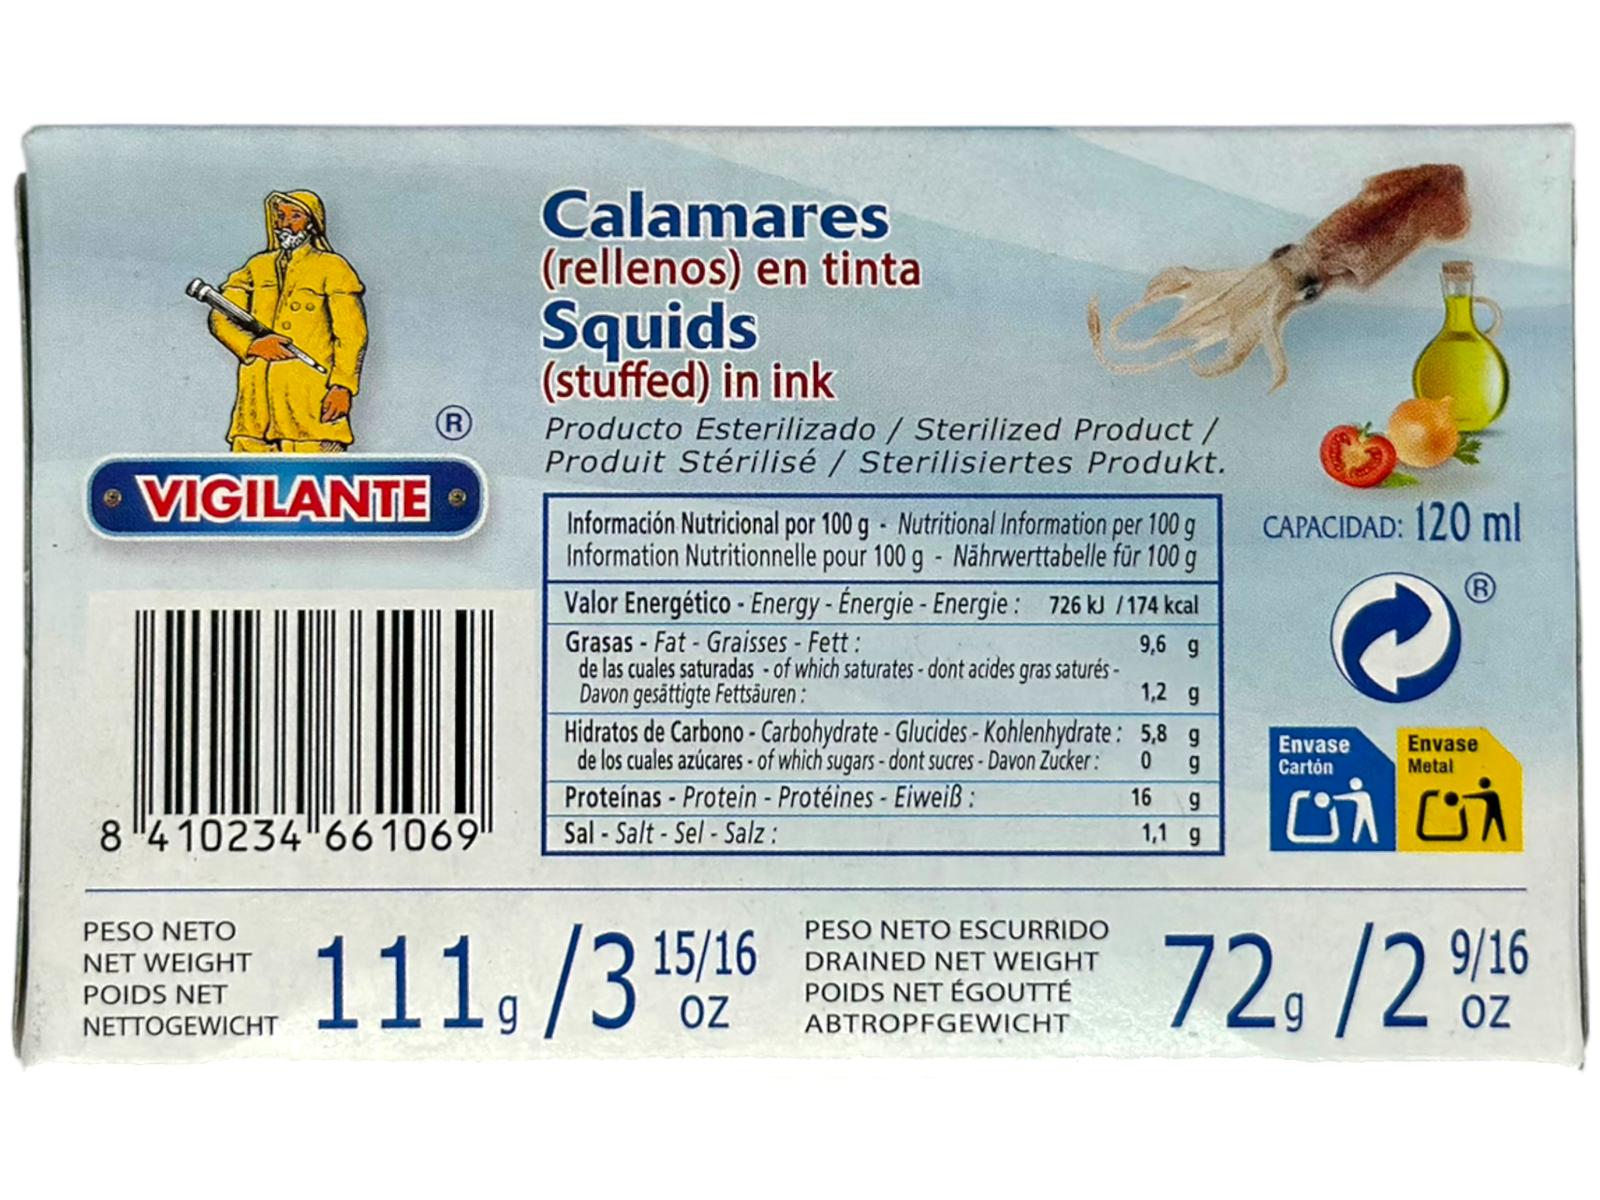 Calamares
(rellenos) en tinta
Squids
(stuffed) in ink
Producto Esterilizado / Sterilized Product /
Produit Stérilisé / Sterilisiertes Produkt.
®
VIGILANTE
Información Nutricional por 100 g - Nutritional Information per 100 g
Information Nutritionnelle pour 100 g - Nährwerttabelle für 100 g
Valor Energético - Energy - Énergie - Energie : 726 kJ / 174 kcal
Grasas - Fat - Graisses - Fett : 9,6 g
de las cuales saturadas - of which saturates - dont acides gras saturés -
Davon gesättigte Fettsäuren : 1,2 g
Hidratos de Carbono - Carbohydrate - Glucides - Kohlenhydrate : 5,8 g
de los cuales azúcares - of which sugars - dont sucres - Davon Zucker : 0 g
Proteínas - Protein - Protéines - Eiweiß : 16 g
Sal - Salt - Sel - Salz : 1,1 g
CAPACIDAD: 120 ml
®
Envase
Cartón
Envase
Metal
8 410234 661069
PESO NETO
NET WEIGHT
POIDS NET
NETTOGEWICHT
111g / 3 15/16 oz
PESO NETO ESCURRIDO
DRAINED NET WEIGHT
POIDS NET ÉGOUTTÉ
ABTROPFGEWICHT
72g / 2 9/16 oz